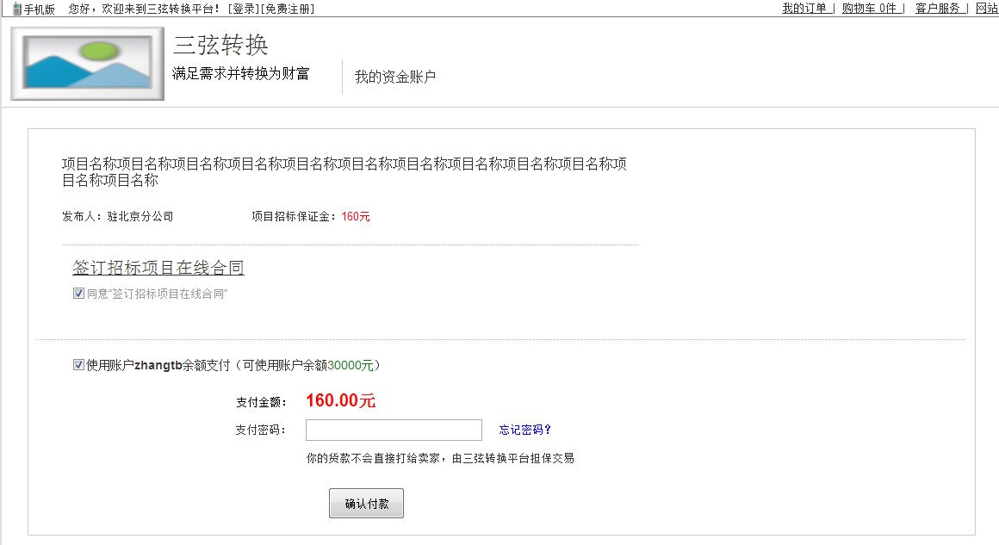 手机版 您好，欢迎来到三弦转换平台！ [登录][免费注册] 我的订单 | 购物车 0件 | 客户服务 | 网站
三弦转换
满足需求并转换为财富
我的资金账户
项目名称项目名称项目名称项目名称项目名称项目名称项目名称项目名称项目名称项目名称项
目名称项目名称
发布人：驻北京分公司 项目招标保证金：160元
签订招标项目在线合同
同意“签订招标项目在线合同”
使用账户zhangtb余额支付（可使用账户余额30000元）
支付金额： 160.00元
支付密码： 忘记密码?
你的货款不会直接打给卖家，由三弦转换平台担保交易
确认付款